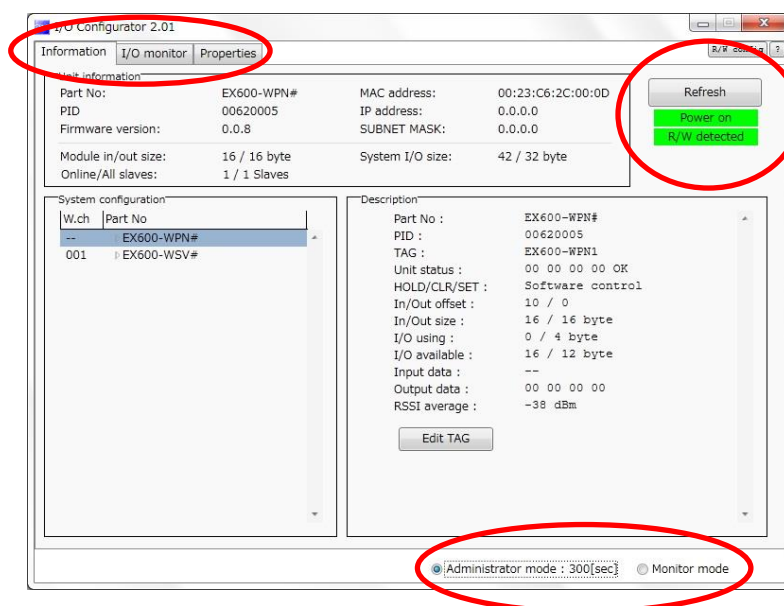 I/O Configurator 2.01
Information I/O monitor Properties R/W config ?
Unit information
Part No: EX600-WPN# MAC address: 00:23:C6:2C:00:0D Refresh
PID 00620005 IP address: 0.0.0.0 Power on
Firmware version: 0.0.8 SUBNET MASK: 0.0.0.0 R/W detected
Module in/out size: 16 / 16 byte System I/O size: 42 / 32 byte
Online/All slaves: 1 / 1 Slaves
System configuration
W.ch Part No
-- EX600-WPN#
001 EX600-WSV#
Description
Part No : EX600-WPN#
PID : 00620005
TAG : EX600-WPN1
Unit status : 00 00 00 00 OK
HOLD/CLR/SET : Software control
In/Out offset : 10 / 0
In/Out size : 16 / 16 byte
I/O using : 0 / 4 byte
I/O available : 16 / 12 byte
Input data : --
Output data : 00 00 00 00
RSSI average : -38 dBm
Edit TAG
Administrator mode : 300[sec] Monitor mode